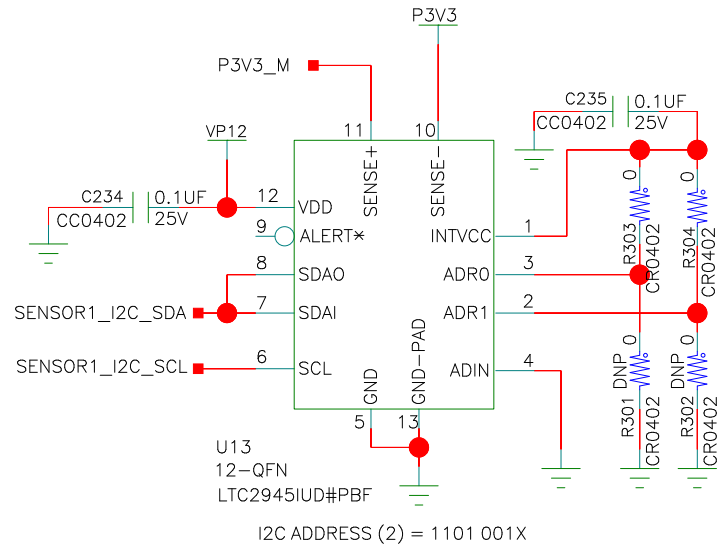 P3V3
P3V3_M
C235
0.1UF
CC0402
25V
11
10
VP12
SENSE+
SENSE-
0
0
C234
0.1UF
CC0402
25V
12
VDD
9
ALERT*
INTVCC
1
R303
CR0402
R304
CR0402
8
SDAO
ADR0
3
SENSOR1_I2C_SDA
7
SDAI
ADR1
2
SENSOR1_I2C_SCL
6
SCL
ADIN
4
GND
GND-PAD
DNP
0
DNP
0
R301
CR0402
R302
CR0402
5
13
U13
12-QFN
LTC2945IUD#PBF
I2C ADDRESS (2) = 1101 001X